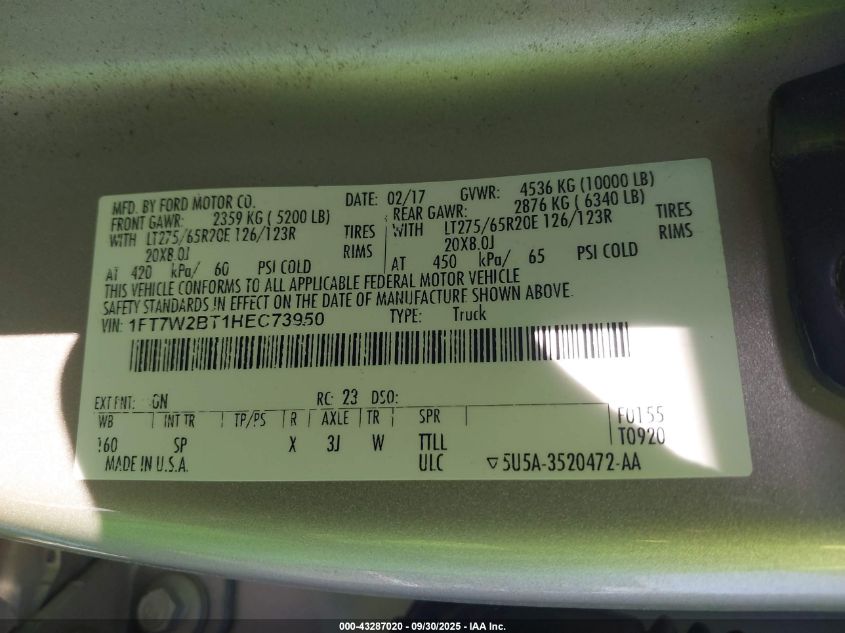 MFD. BY FORD MOTOR CO. DATE: 02/17 GVWR: 4536 KG (10000 LB)
FRONT GAWR: 2359 KG ( 5200 LB) REAR GAWR: 2876 KG ( 6340 LB)
WITH LT275/65R20E 126/123R TIRES WITH LT275/65R20E 126/123R TIRES
20X8.0J RIMS 20X8.0J RIMS
AT 420 kPa/ 60 PSI COLD AT 450 kPa/ 65 PSI COLD
THIS VEHICLE CONFORMS TO ALL APPLICABLE FEDERAL MOTOR VEHICLE
SAFETY STANDARDS IN EFFECT ON THE DATE OF MANUFACTURE SHOWN ABOVE.
VIN: 1FT7W2BT1HEC73950 TYPE: Truck
EXT PNT: GN RC: 23 DSO:
WB INT TR TP/PS R AXLE TR SPR F0155
160 SP X 3J W TTLL T0920
MADE IN U.S.A. ULC ▽5U5A-3520472-AA
000-43287020 - 09/30/2025 - IAA Inc.